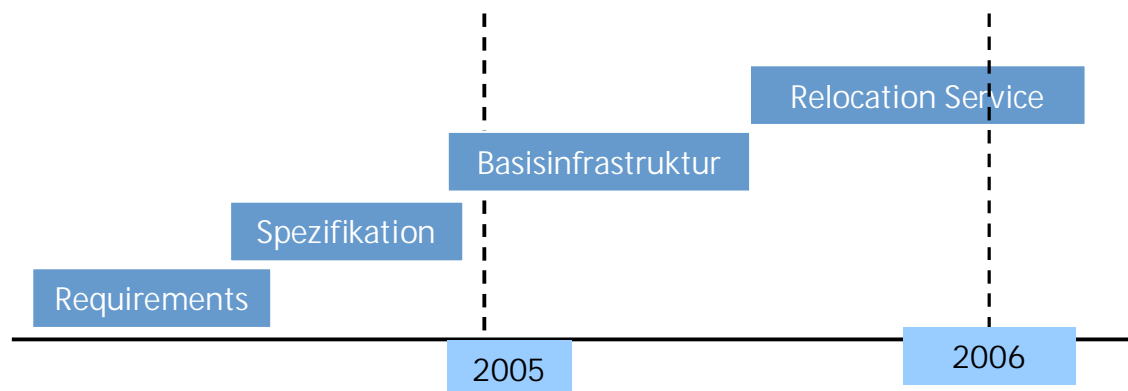 Relocation Service
Basisinfrastruktur
Spezifikation
Requirements
2005
2006